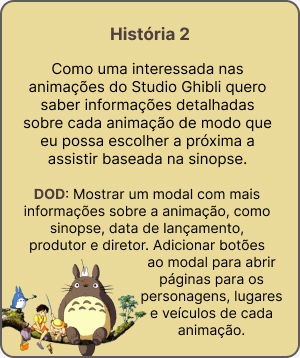 História 2
Como uma interessada nas
animações do Studio Ghibli quero
saber informações detalhadas
sobre cada animação de modo que
eu possa escolher a próxima a
assistir baseada na sinopse.
DOD: Mostrar um modal com mais
informações sobre a animação, como
sinopse, data de lançamento,
produtor e diretor. Adicionar botões
ao modal para abrir
páginas para os
personagens, lugares
e veículos de cada
animação.